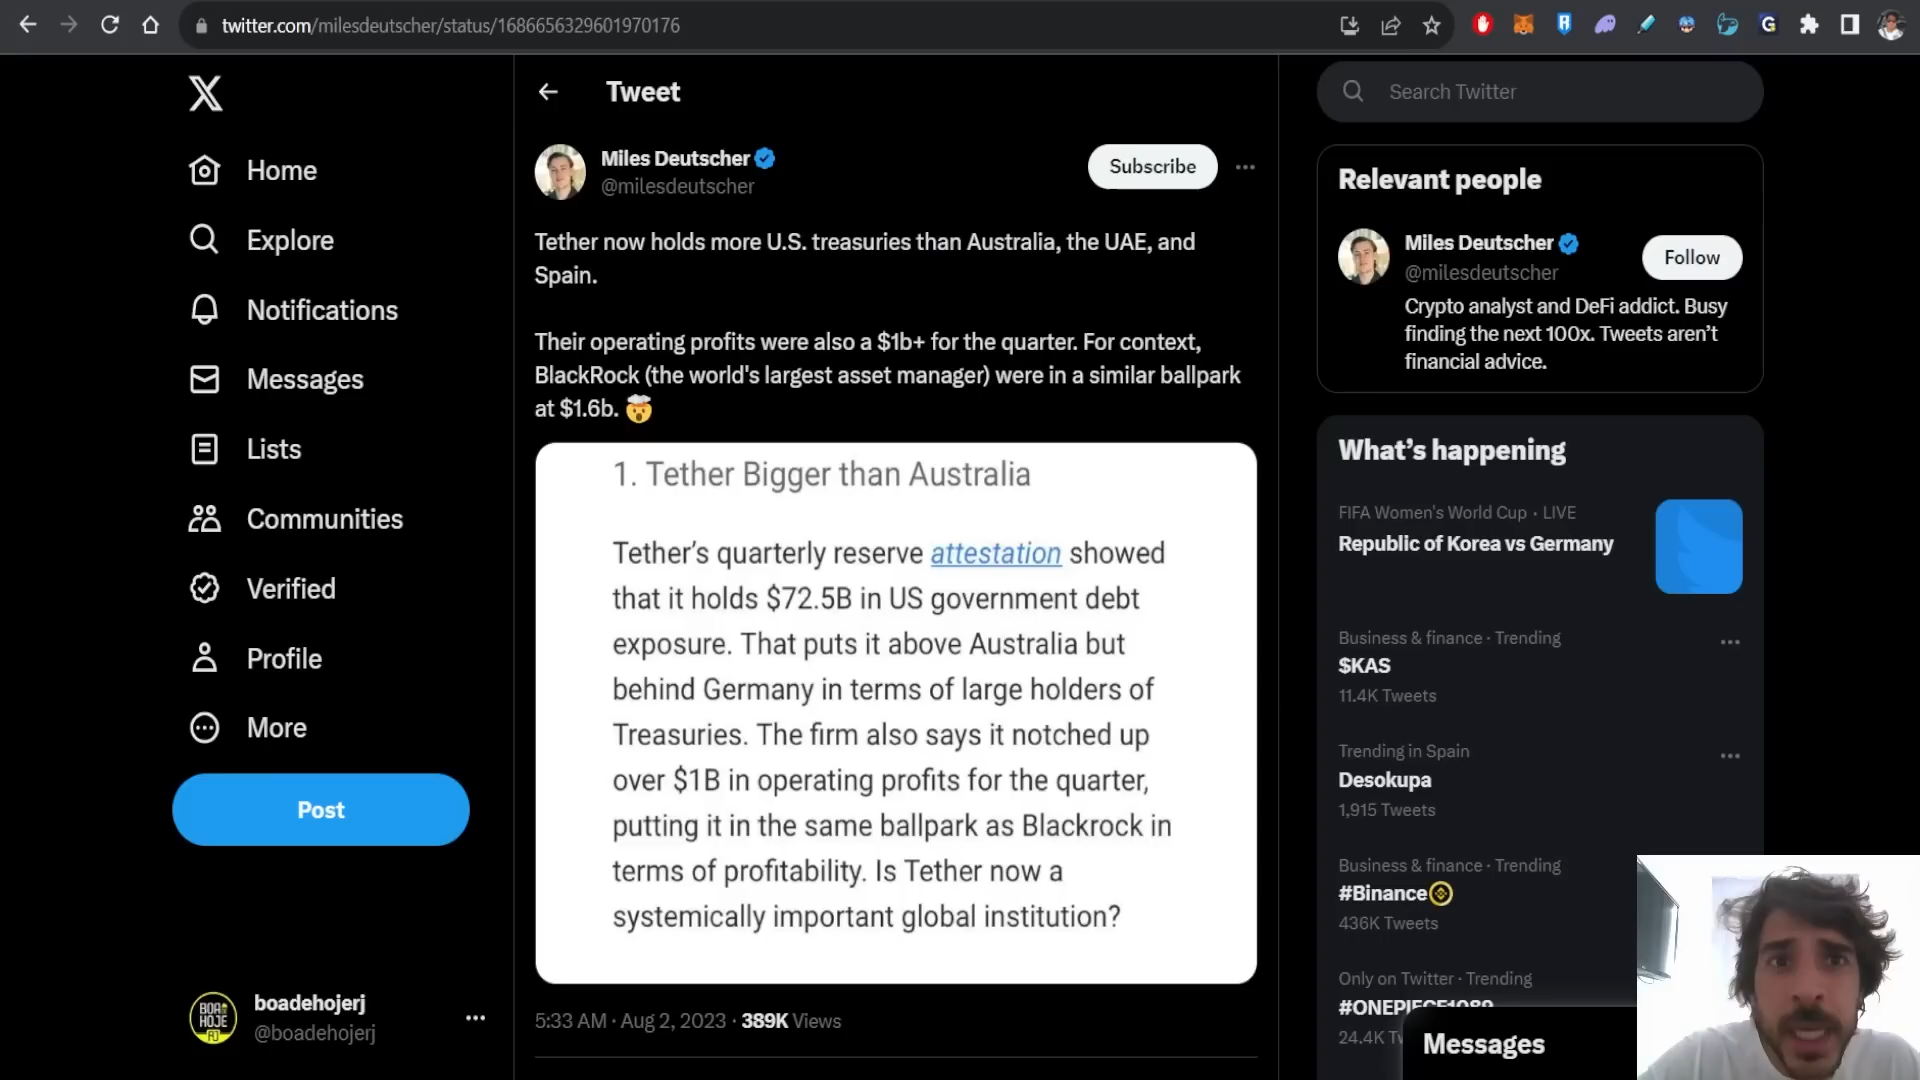 twitter.com/milesdeutscher/status/1686656329601970176
X
Home
Explore
Notifications
Messages
Lists
Communities
Verified
Profile
More
Post
BOA
HOJE
RJ
boadehojerj
@boadehojerj
Tweet
Miles Deutscher
@milesdeutscher
Subscribe
Tether now holds more U.S. treasuries than Australia, the UAE, and
Spain.
Their operating profits were also a $1b+ for the quarter. For context,
BlackRock (the world's largest asset manager) were in a similar ballpark
at $1.6b. 🤯
1. Tether Bigger than Australia
Tether’s quarterly reserve attestation showed
that it holds $72.5B in US government debt
exposure. That puts it above Australia but
behind Germany in terms of large holders of
Treasuries. The firm also says it notched up
over $1B in operating profits for the quarter,
putting it in the same ballpark as Blackrock in
terms of profitability. Is Tether now a
systemically important global institution?
5:33 AM · Aug 2, 2023 · 389K Views
Search Twitter
Relevant people
Miles Deutscher
@milesdeutscher
Follow
Crypto analyst and DeFi addict. Busy
finding the next 100x. Tweets aren’t
financial advice.
What’s happening
FIFA Women's World Cup · LIVE
Republic of Korea vs Germany
Business & finance · Trending
$KAS
11.4K Tweets
Trending in Spain
Desokupa
1,915 Tweets
Business & finance · Trending
#Binance
436K Tweets
Only on Twitter · Trending
#ONEPIECE1089
24.4K
Messages